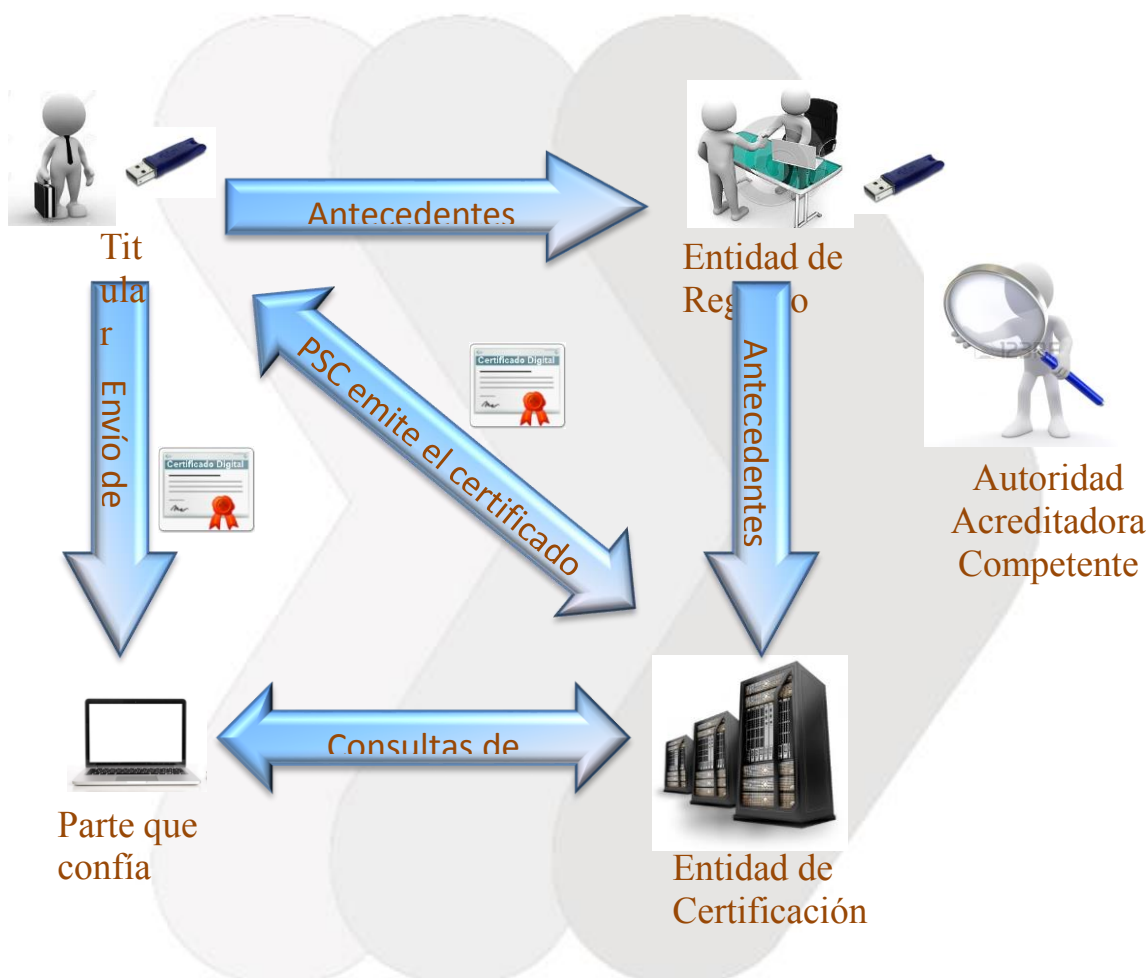 Antecedentes
Tit
ula
r
Entidad de
Reg
o
PSC emite el certificado
Certificado Digital
Antecedentes
Envío de
Certificado Digital
Autoridad
Acreditadora
Competente
Consultas de
Parte que
confía
Entidad de
Certificación